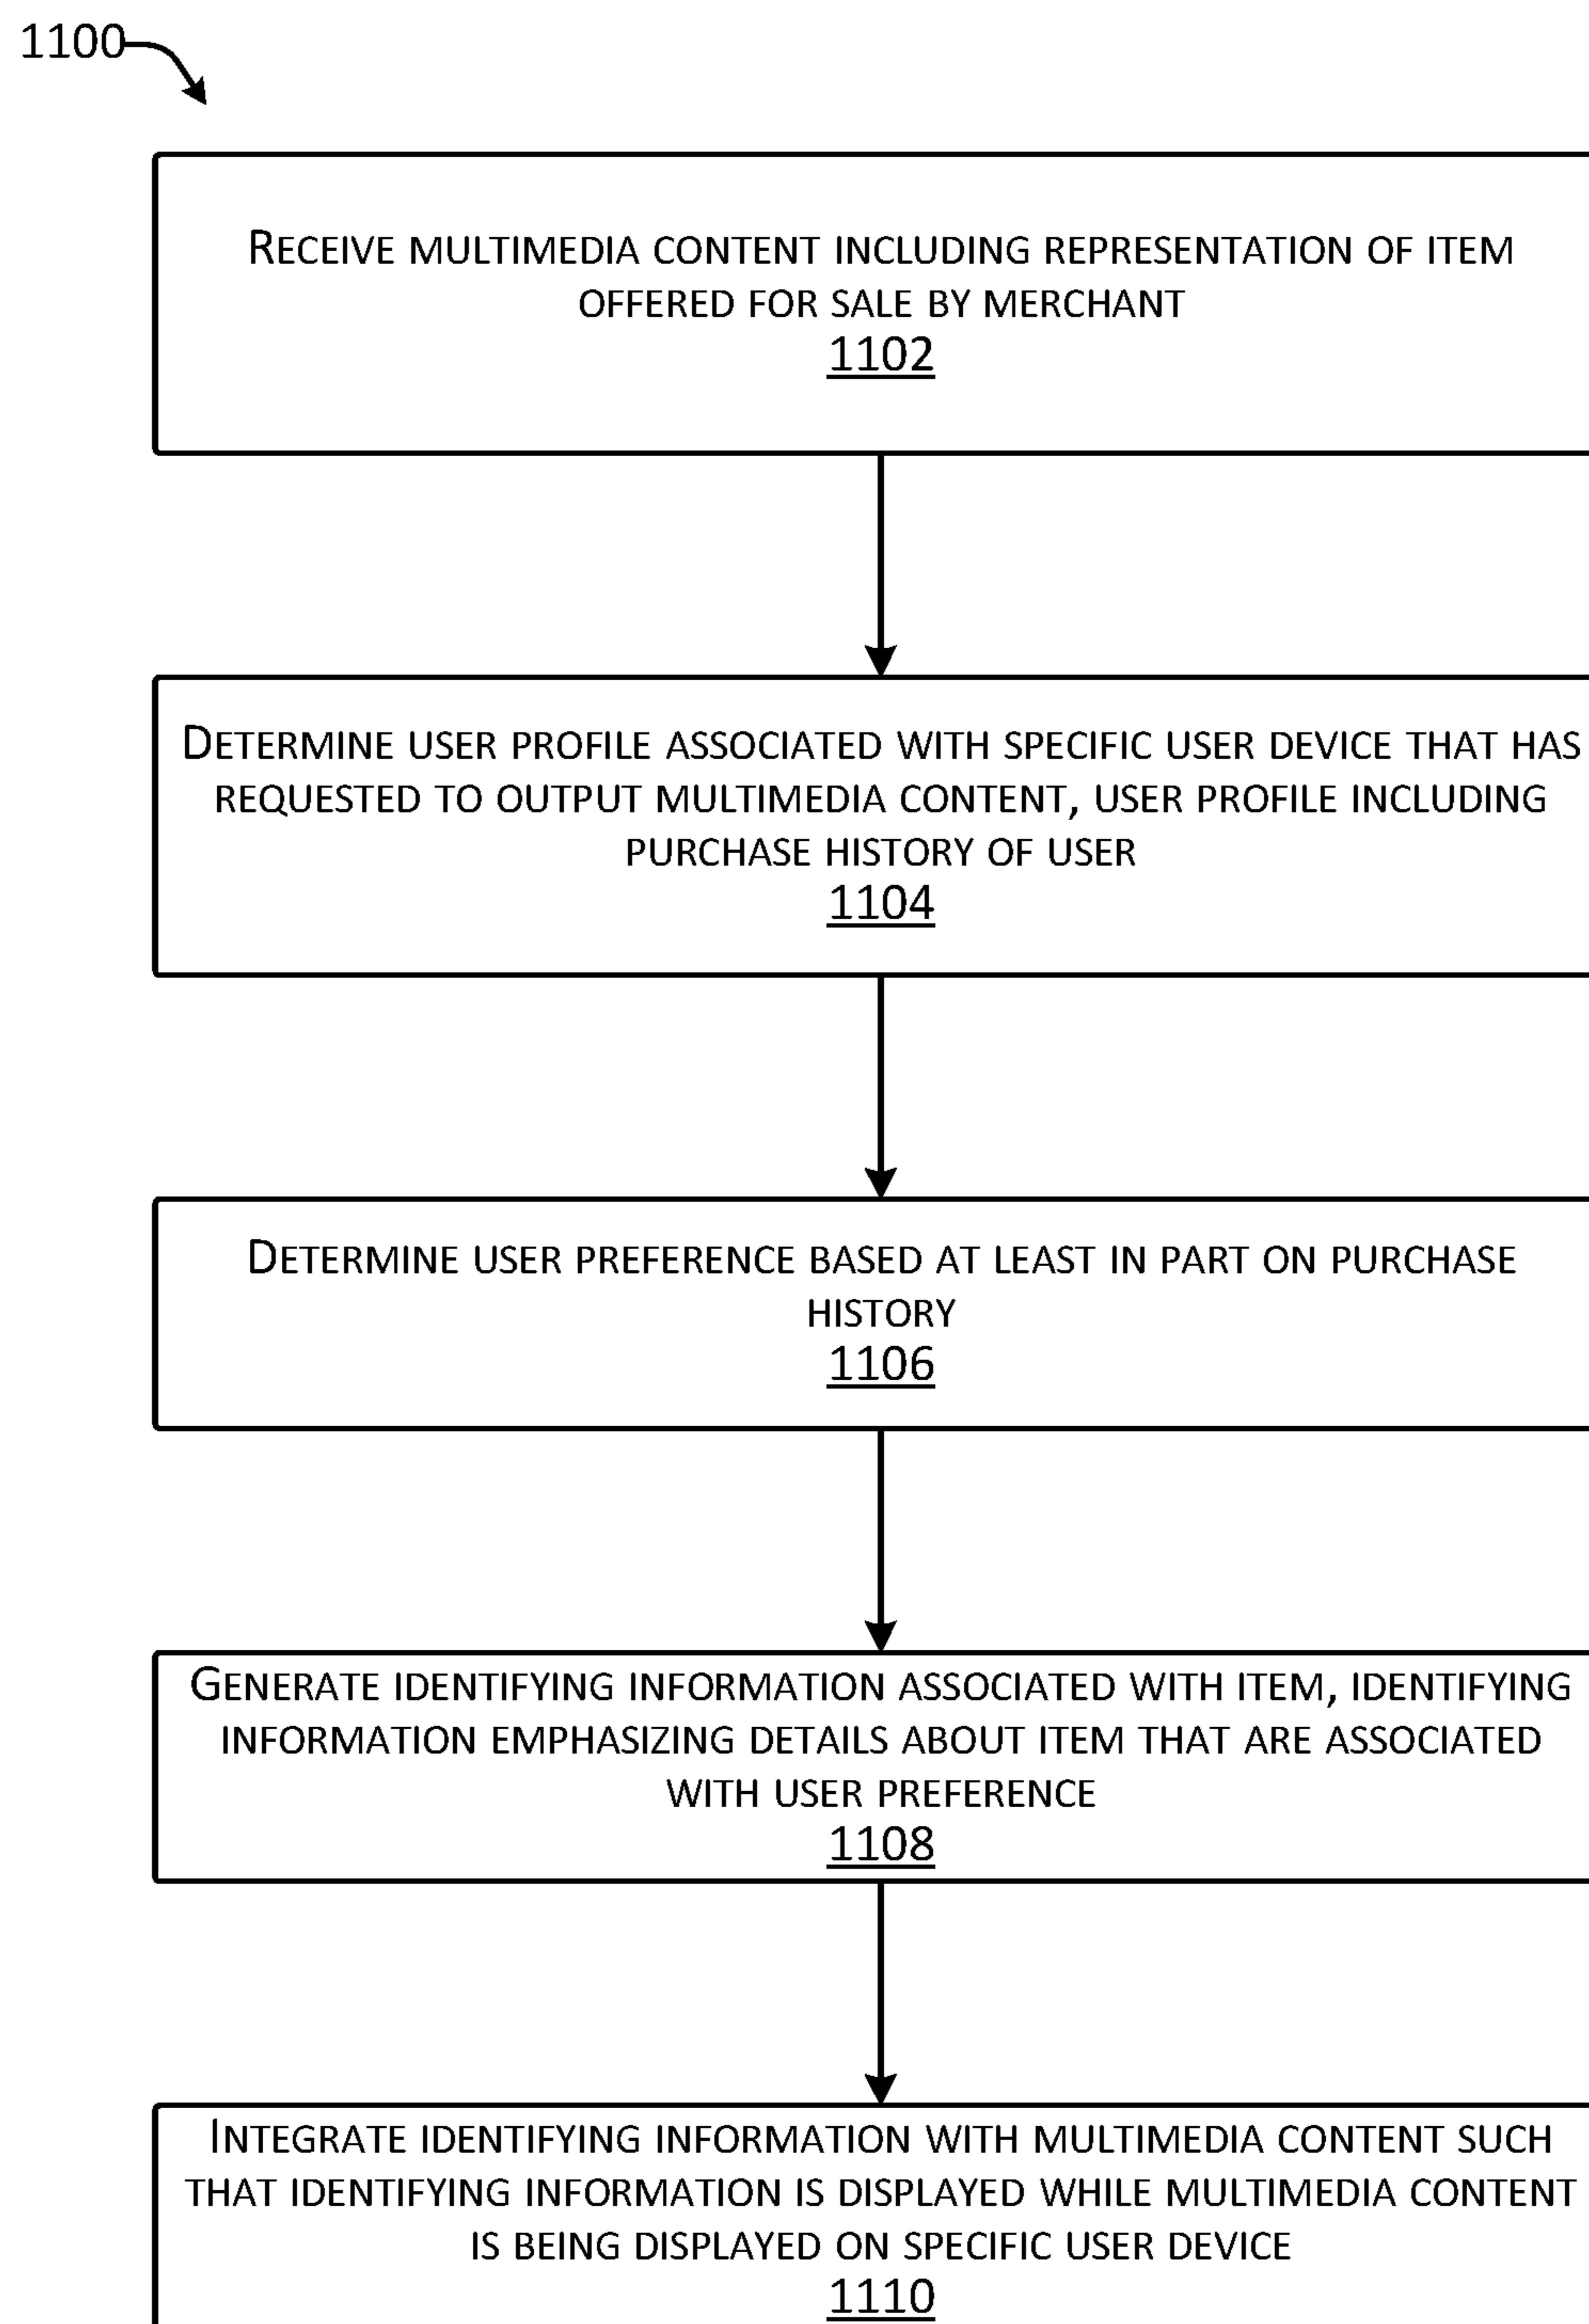 1100
RECEIVE MULTIMEDIA CONTENT INCLUDING REPRESENTATION OF ITEM
OFFERED FOR SALE BY MERCHANT
1102
DETERMINE USER PROFILE ASSOCIATED WITH SPECIFIC USER DEVICE THAT HAS
REQUESTED TO OUTPUT MULTIMEDIA CONTENT, USER PROFILE INCLUDING
PURCHASE HISTORY OF USER
1104
DETERMINE USER PREFERENCE BASED AT LEAST IN PART ON PURCHASE
HISTORY
1106
GENERATE IDENTIFYING INFORMATION ASSOCIATED WITH ITEM, IDENTIFYING
INFORMATION EMPHASIZING DETAILS ABOUT ITEM THAT ARE ASSOCIATED
WITH USER PREFERENCE
1108
INTEGRATE IDENTIFYING INFORMATION WITH MULTIMEDIA CONTENT SUCH
THAT IDENTIFYING INFORMATION IS DISPLAYED WHILE MULTIMEDIA CONTENT
IS BEING DISPLAYED ON SPECIFIC USER DEVICE
1110